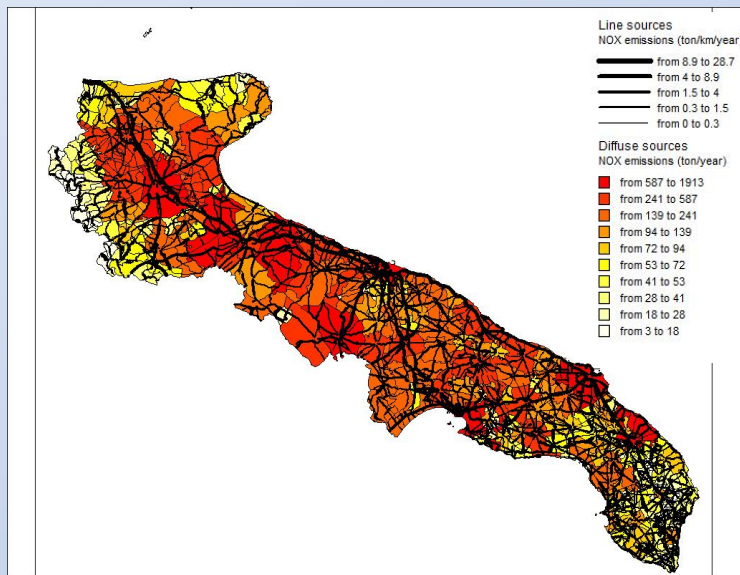 Line sources
NOX emissions (ton/km/year)
from 8.9 to 28.7
from 4 to 8.9
from 1.5 to 4
from 0.3 to 1.5
from 0 to 0.3
Diffuse sources
NOX emissions (ton/year)
from 587 to 1913
from 241 to 587
from 139 to 241
from 94 to 139
from 72 to 94
from 53 to 72
from 41 to 53
from 28 to 41
from 18 to 28
from 3 to 18